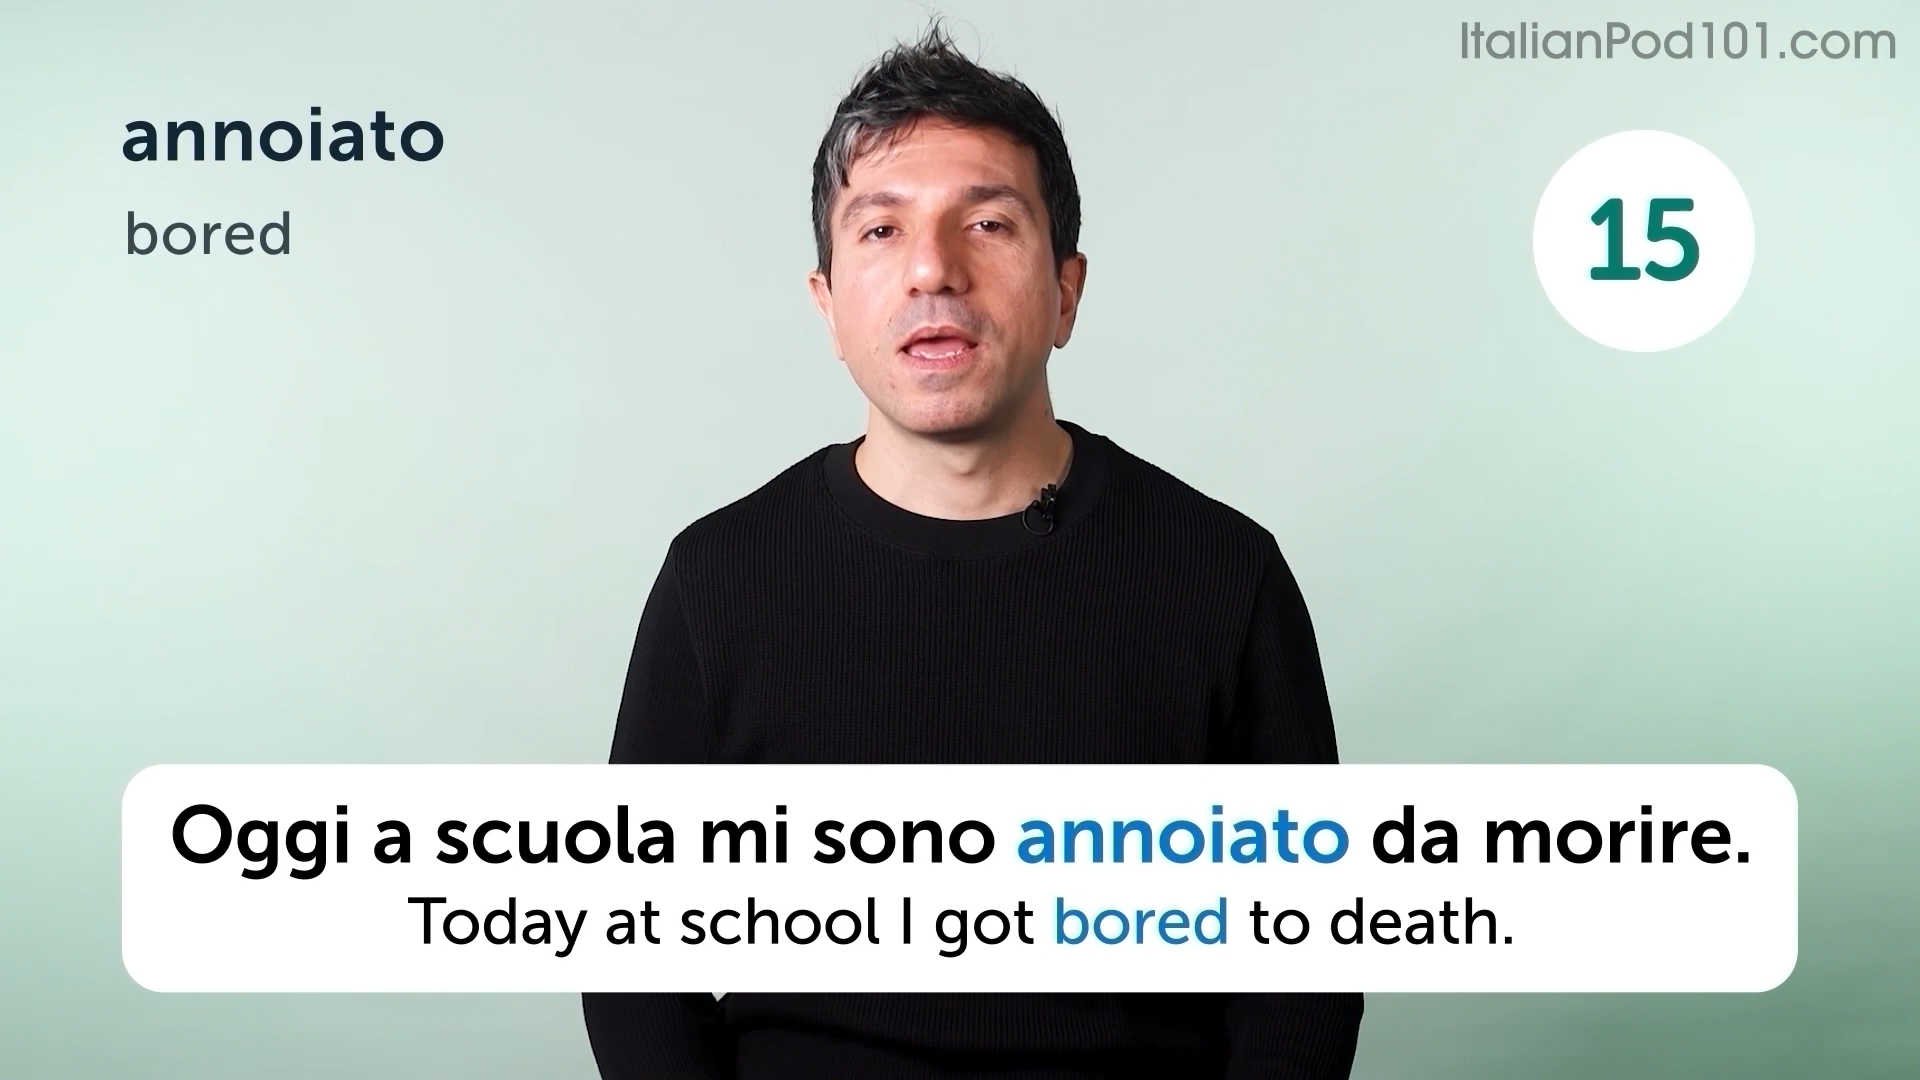 ItalianPod101.com
annoiato
bored
15
Oggi a scuola mi sono annoiato da morire.
Today at school I got bored to death.